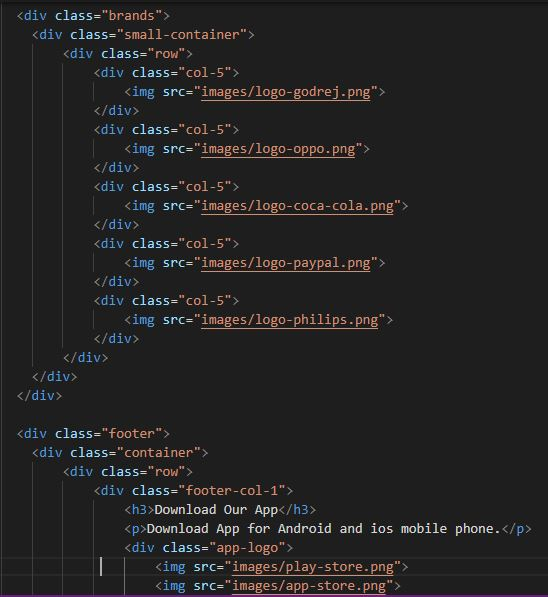 <div class="brands">
<div class="small-container">
<div class="row">
<div class="col-5">
<img src="images/logo-godrej.png">
</div>
<div class="col-5">
<img src="images/logo-oppo.png">
</div>
<div class="col-5">
<img src="images/logo-coca-cola.png">
</div>
<div class="col-5">
<img src="images/logo-paypal.png">
</div>
<div class="col-5">
<img src="images/logo-philips.png">
</div>
</div>
</div>
</div>
<div class="footer">
<div class="container">
<div class="row">
<div class="footer-col-1">
<h3>Download Our App</h3>
<p>Download App for Android and ios mobile phone.</p>
<div class="app-logo">
<img src="images/play-store.png">
<img src="images/app-store.png">